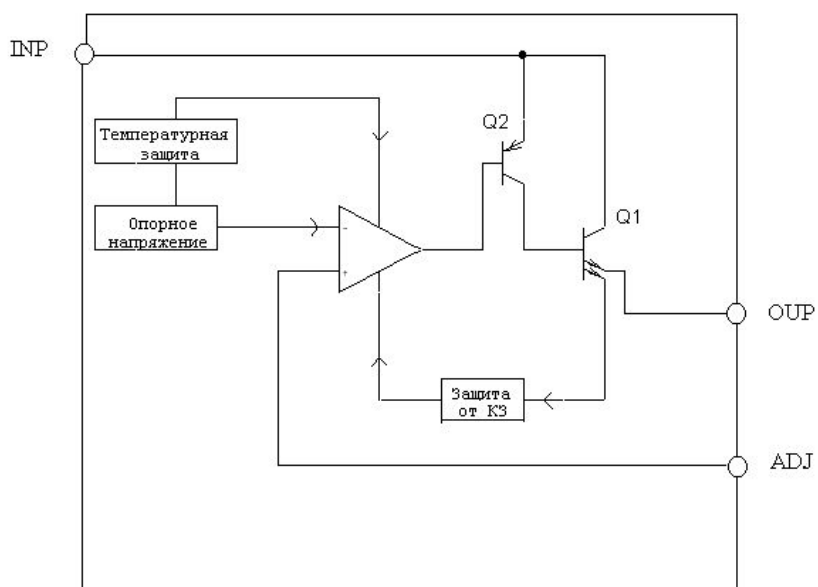 INP
Температурная
защита
Опорное
напряжение
-
+
Q2
Q1
OUP
Защита
от КЗ
ADJ